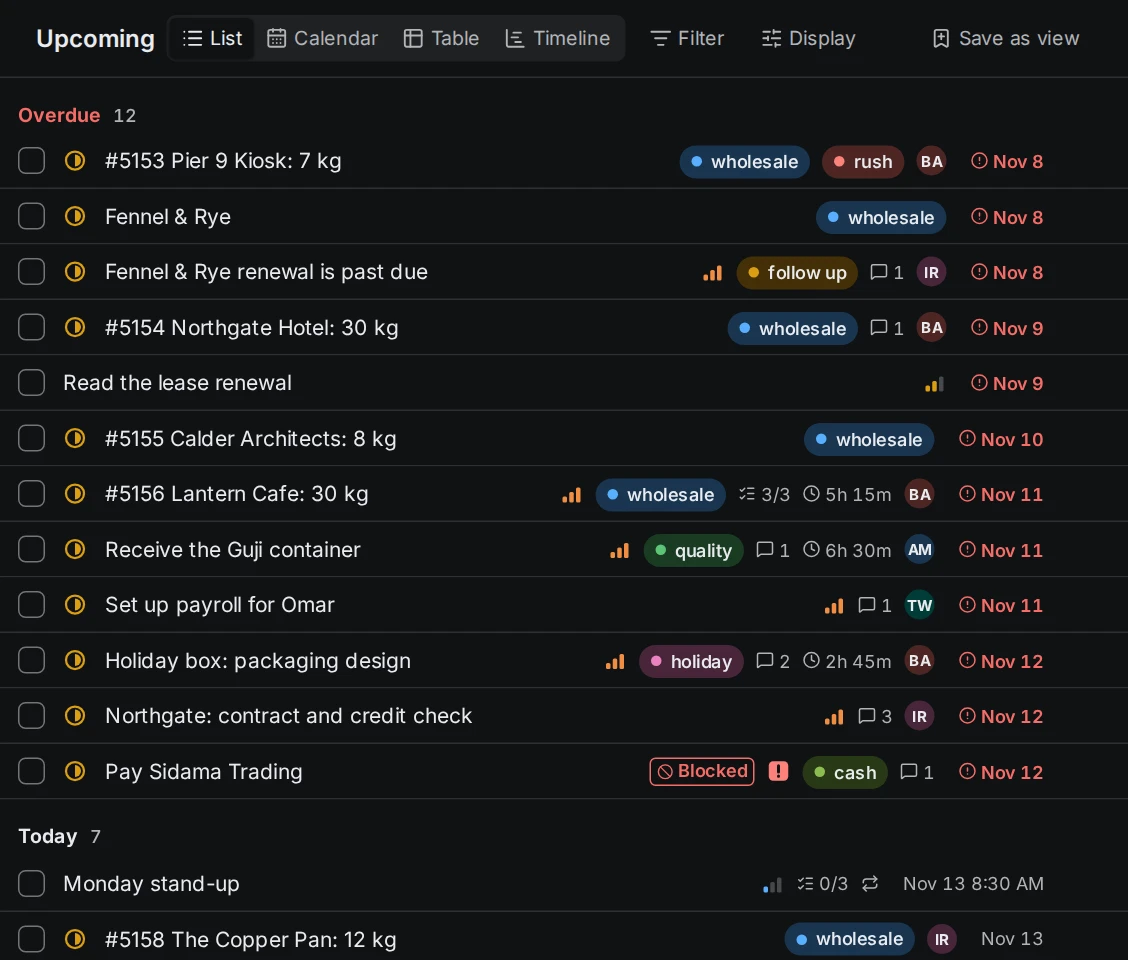 Upcoming List Calendar Table Timeline Filter Display Save as view
Overdue 12
#5153 Pier 9 Kiosk: 7 kg wholesale rush BA Nov 8
Fennel & Rye wholesale Nov 8
Fennel & Rye renewal is past due follow up 1 IR Nov 8
#5154 Northgate Hotel: 30 kg wholesale 1 BA Nov 9
Read the lease renewal Nov 9
#5155 Calder Architects: 8 kg wholesale Nov 10
#5156 Lantern Cafe: 30 kg wholesale 3/3 5h 15m BA Nov 11
Receive the Guji container quality 1 6h 30m AM Nov 11
Set up payroll for Omar 1 TW Nov 11
Holiday box: packaging design holiday 2 2h 45m BA Nov 12
Northgate: contract and credit check 3 IR Nov 12
Pay Sidama Trading Blocked cash 1 Nov 12
Today 7
Monday stand-up 0/3 Nov 13 8:30 AM
#5158 The Copper Pan: 12 kg wholesale IR Nov 13